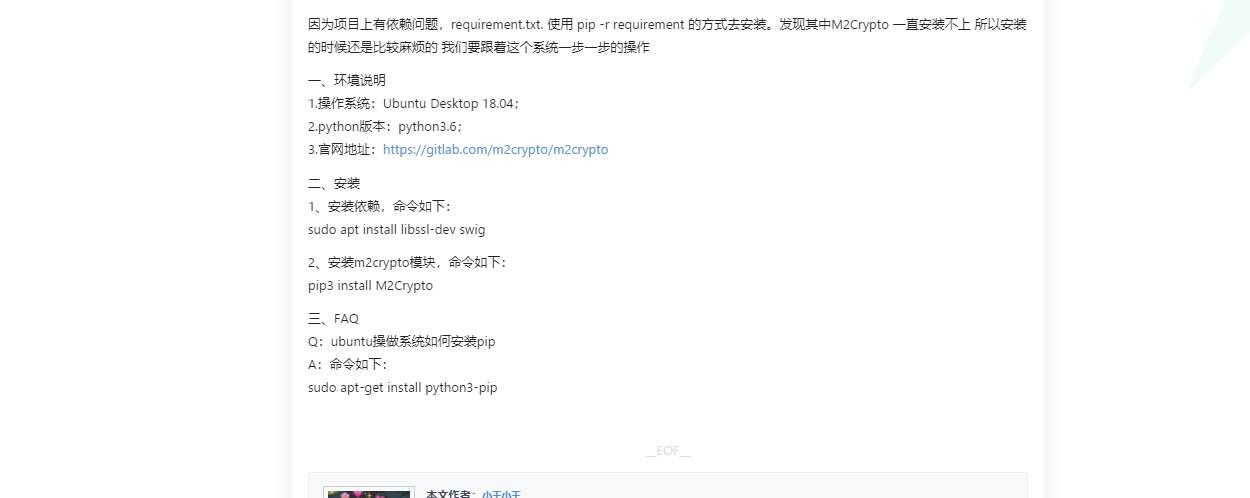 因为项目上有依赖问题，requirement.txt. 使用 pip -r requirement 的方式去安装。发现其中M2Crypto 一直安装不上 所以安装
的时候还是比较麻烦的 我们要跟着这个系统一步一步的操作
一、环境说明
1.操作系统：Ubuntu Desktop 18.04；
2.python版本：python3.6；
3.官网地址：https://gitlab.com/m2crypto/m2crypto
二、安装
1、安装依赖，命令如下：
sudo apt install libssl-dev swig
2、安装m2crypto模块，命令如下：
pip3 install M2Crypto
三、FAQ
Q：ubuntu操做系统如何安装pip
A：命令如下：
sudo apt-get install python3-pip
__EOF__
本文作者：小于小于